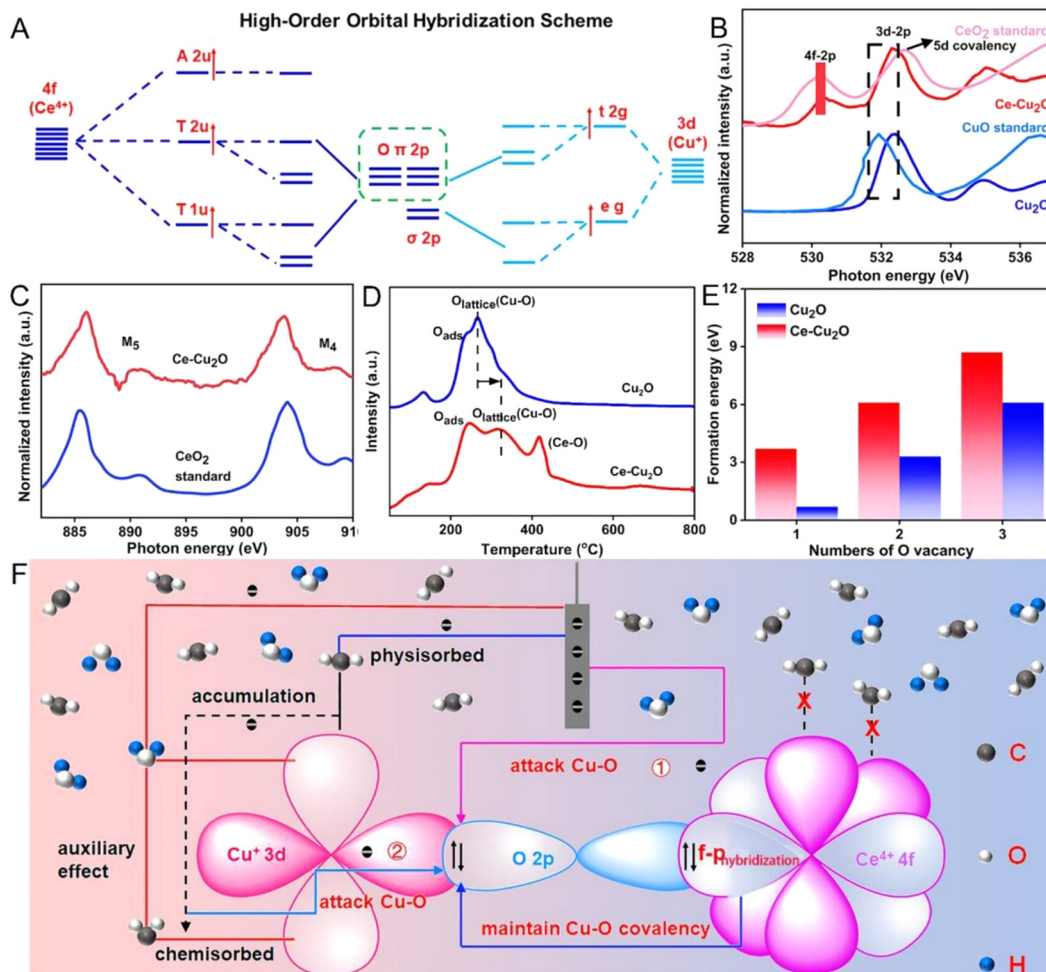 A
High-Order Orbital Hybridization Scheme
4f
(Ce4+)
A 2u
T 2u
T 1u
O π 2p
σ 2p
t 2g
e g
3d
(Cu+)
B
Normalized intensity (a.u.)
CeO2 standard
3d-2p
5d covalency
4f-2p
Ce-Cu2O
CuO standard
Cu2O
528 530 532 534 536
Photon energy (eV)
C
Normalized intensity (a.u.)
M5
Ce-Cu2O
M4
CeO2
standard
885 890 895 900 905 910
Photon energy (eV)
D
Intensity (a.u.)
Olattice(Cu-O)
Oads
Cu2O
Oads
Olattice(Cu-O)
(Ce-O)
Ce-Cu2O
200 400 600 800
Temperature (oC)
E
Formation energy (eV)
12
9
6
3
0
Cu2O
Ce-Cu2O
1 2 3
Numbers of O vacancy
F
physisorbed
accumulation
attack Cu-O ①
auxiliary
effect
Cu+ 3d
②
O 2p
f-p hybridization
Ce4+ 4f
attack Cu-O
maintain Cu-O covalency
chemisorbed
X
X
C
O
H